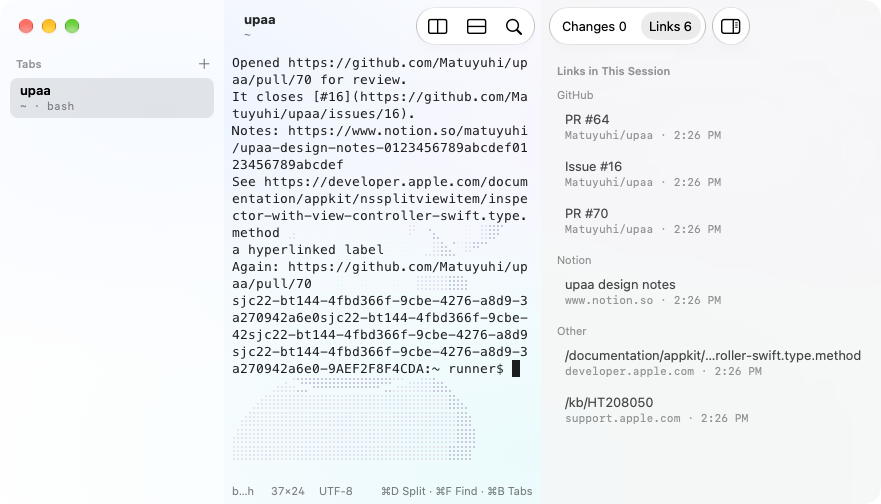 upaa
~
Changes 0
Links 6
Tabs
+
upaa
~ · bash
Opened https://github.com/Matuyuhi/up
aa/pull/70 for review.
It closes [#16](https://github.com/Ma
tuyuhi/upaa/issues/16).
Notes: https://www.notion.so/matuyuhi
/upaa-design-notes-0123456789abcdef01
23456789abcdef
See https://developer.apple.com/docum
entation/appkit/nssplitviewitem/inspe
ctor-with-view-controller-swift.type.
method
a hyperlinked label
Again: https://github.com/Matuyuhi/up
aa/pull/70
sjc22-bt144-4fbd366f-9cbe-4276-a8d9-3
a270942a6e0sjc22-bt144-4fbd366f-9cbe-
42sjc22-bt144-4fbd366f-9cbe-4276-a8d9
sjc22-bt144-4fbd366f-9cbe-4276-a8d9-3
a270942a6e0-9AEF2F8F4CDA:~ runner$
b…h 37×24 UTF-8 ⌘D Split · ⌘F Find · ⌘B Tabs
Links in This Session
GitHub
PR #64
Matuyuhi/upaa · 2:26 PM
Issue #16
Matuyuhi/upaa · 2:26 PM
PR #70
Matuyuhi/upaa · 2:26 PM
Notion
upaa design notes
www.notion.so · 2:26 PM
Other
/documentation/appkit/…roller-swift.type.method
developer.apple.com · 2:26 PM
/kb/HT208050
support.apple.com · 2:26 PM